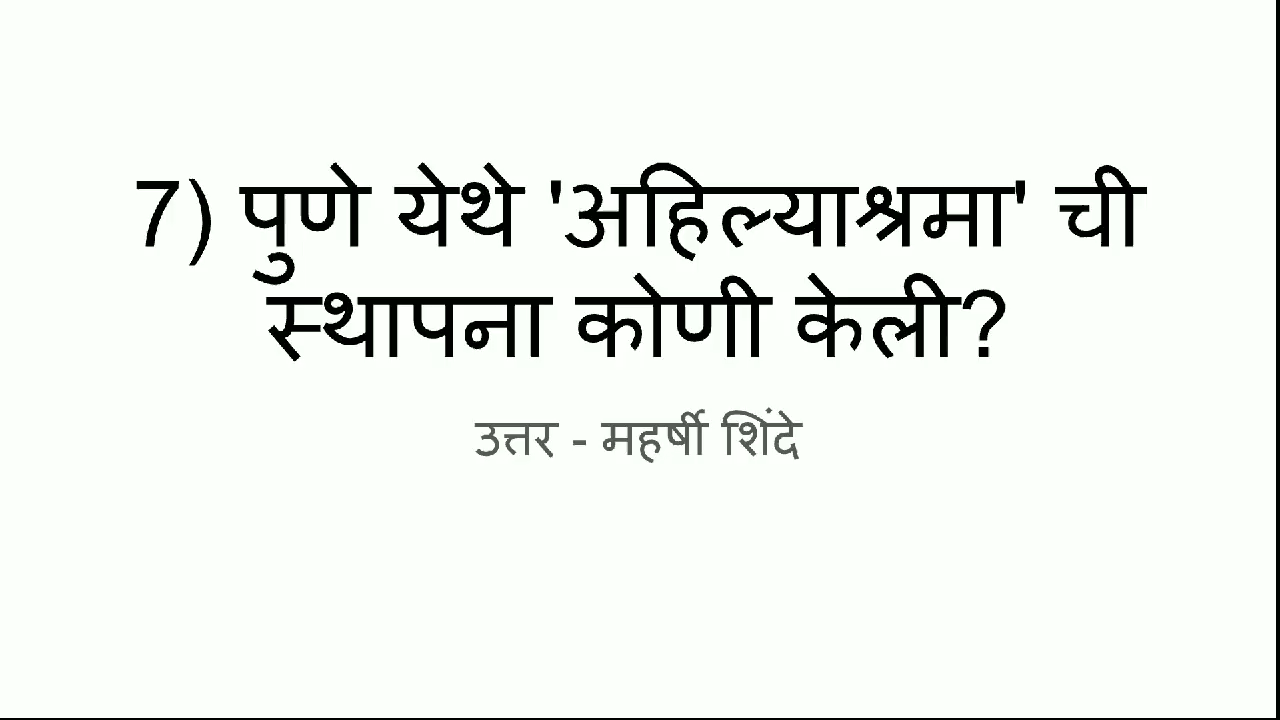 7) पुणे येथे 'अहिल्याश्रमा' ची
स्थापना कोणी केली?
उत्तर - महर्षी शिंदे